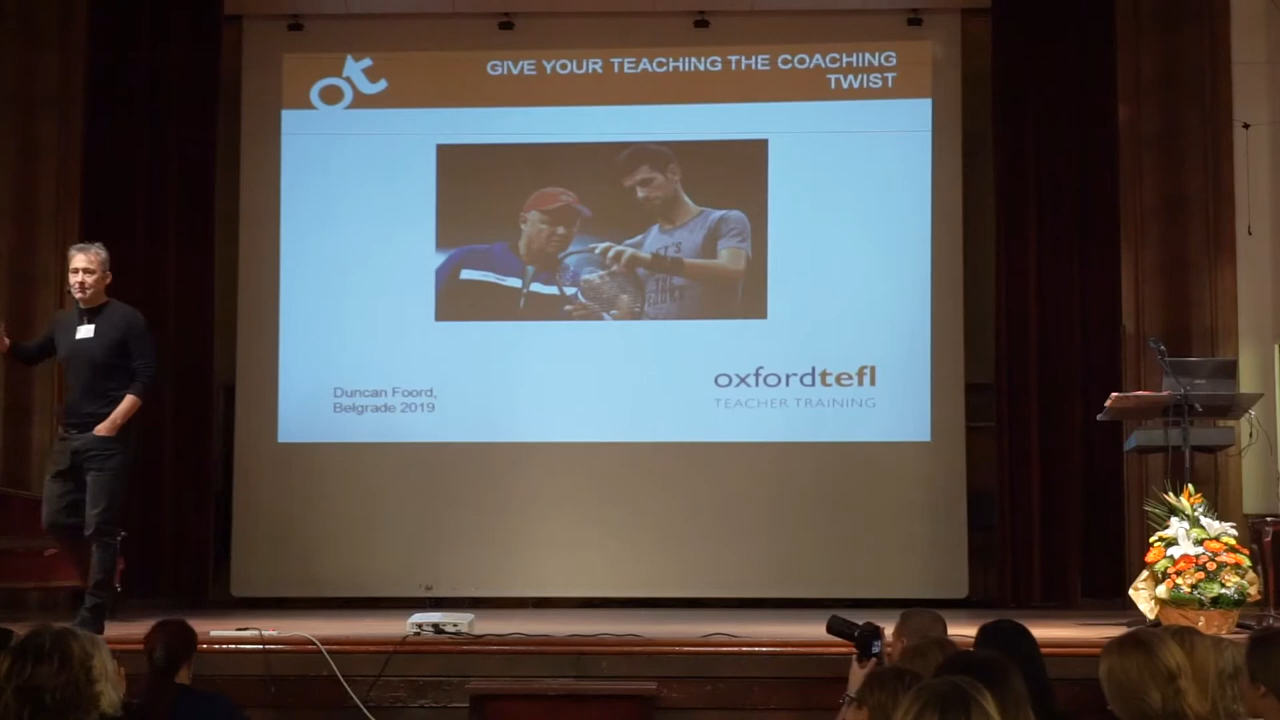 ot
GIVE YOUR TEACHING THE COACHING
TWIST
Duncan Foord,
Belgrade 2019
oxfordtefl
TEACHER TRAINING